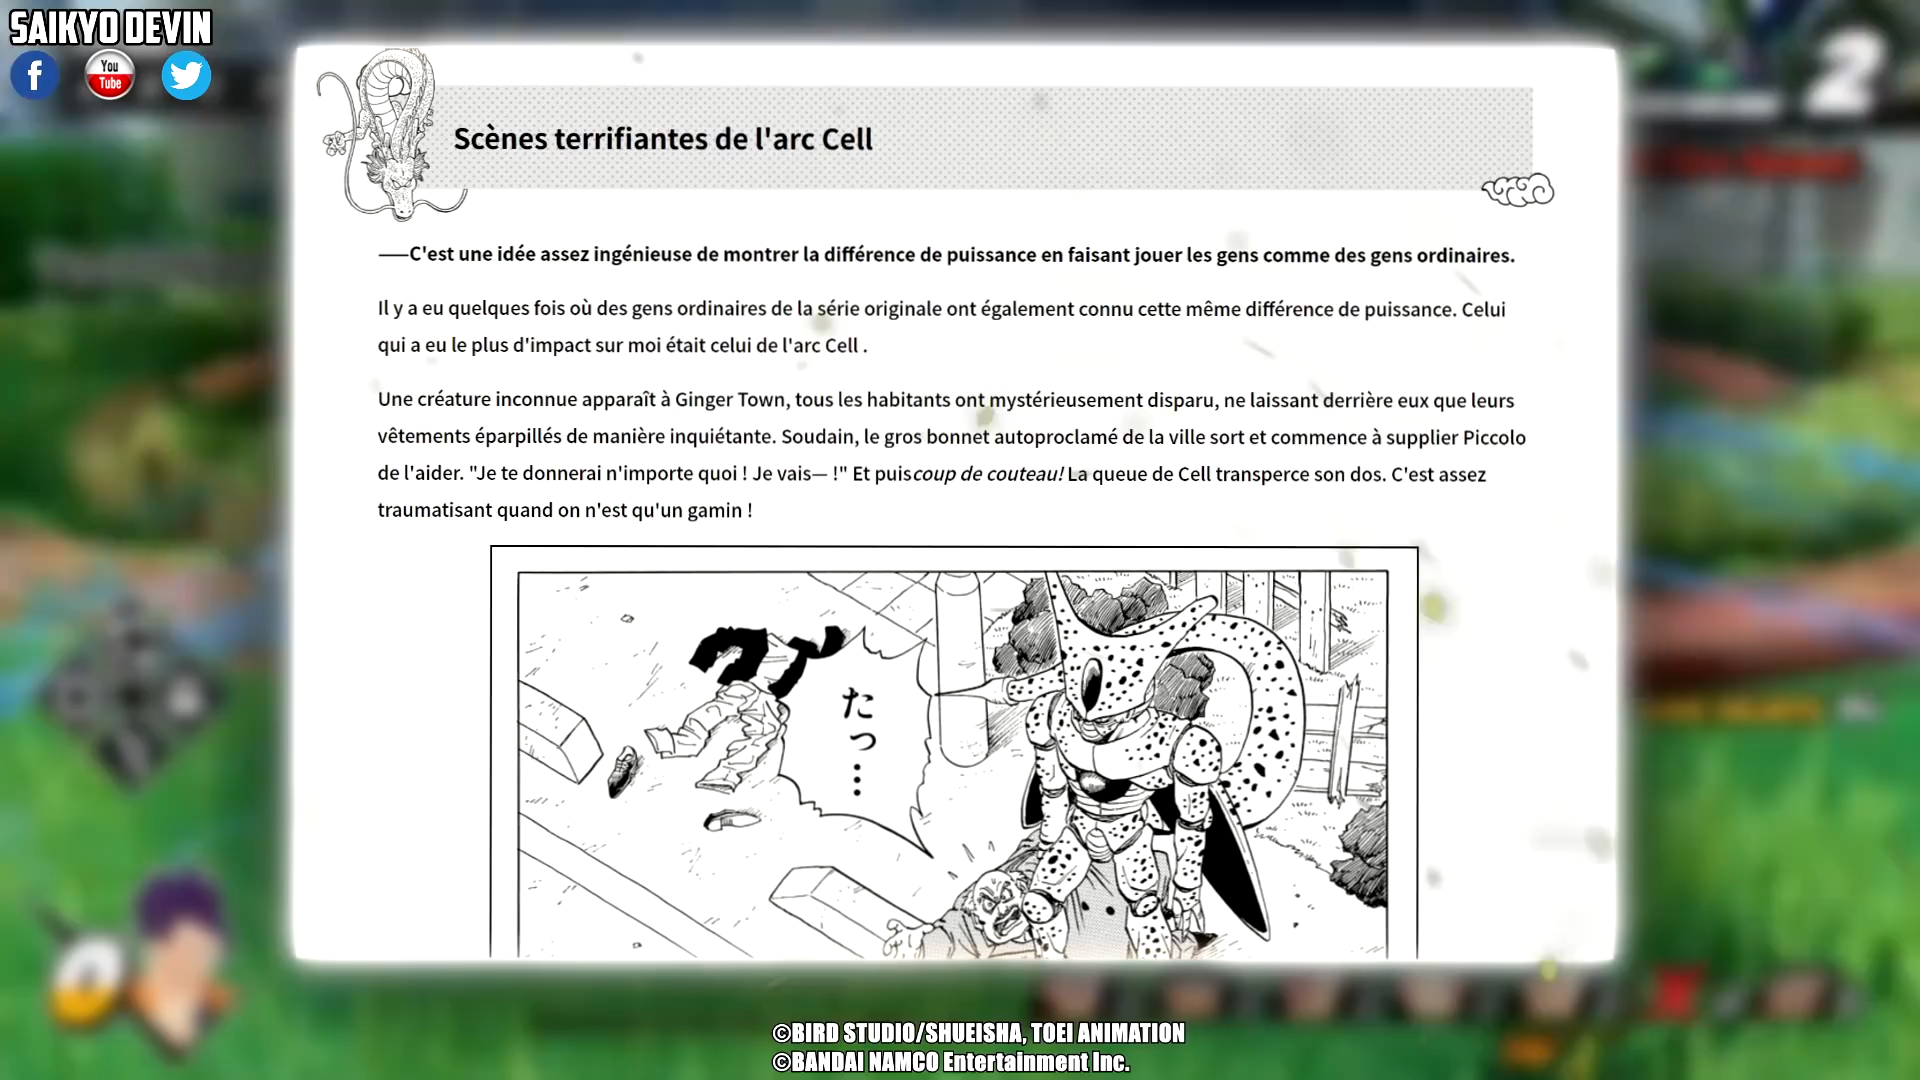 SAIKYO DEVIN
f
You
Tube
2
Scènes terrifiantes de l'arc Cell
——C'est une idée assez ingénieuse de montrer la différence de puissance en faisant jouer les gens comme des gens ordinaires.
Il y a eu quelques fois où des gens ordinaires de la série originale ont également connu cette même différence de puissance. Celui
qui a eu le plus d'impact sur moi était celui de l'arc Cell .
Une créature inconnue apparaît à Ginger Town, tous les habitants ont mystérieusement disparu, ne laissant derrière eux que leurs
vêtements éparpillés de manière inquiétante. Soudain, le gros bonnet autoproclamé de la ville sort et commence à supplier Piccolo
de l'aider. "Je te donnerai n'importe quoi ! Je vais— !" Et puiscoup de couteau! La queue de Cell transperce son dos. C'est assez
traumatisant quand on n'est qu'un gamin !
たっ…
©BIRD STUDIO/SHUEISHA, TOEI ANIMATION
©BANDAI NAMCO Entertainment Inc.